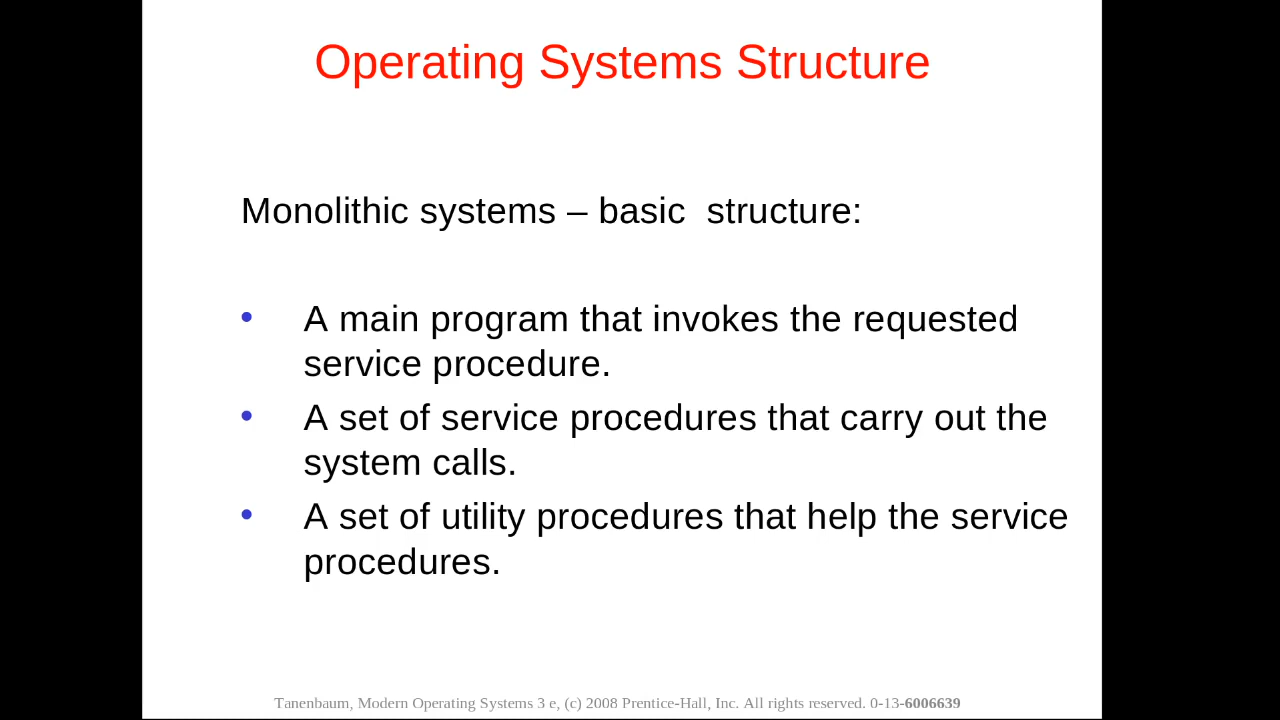 Operating Systems Structure
Monolithic systems – basic  structure:
• A main program that invokes the requested
service procedure.
• A set of service procedures that carry out the
system calls.
• A set of utility procedures that help the service
procedures.
Tanenbaum, Modern Operating Systems 3 e, (c) 2008 Prentice-Hall, Inc. All rights reserved. 0-13-6006639